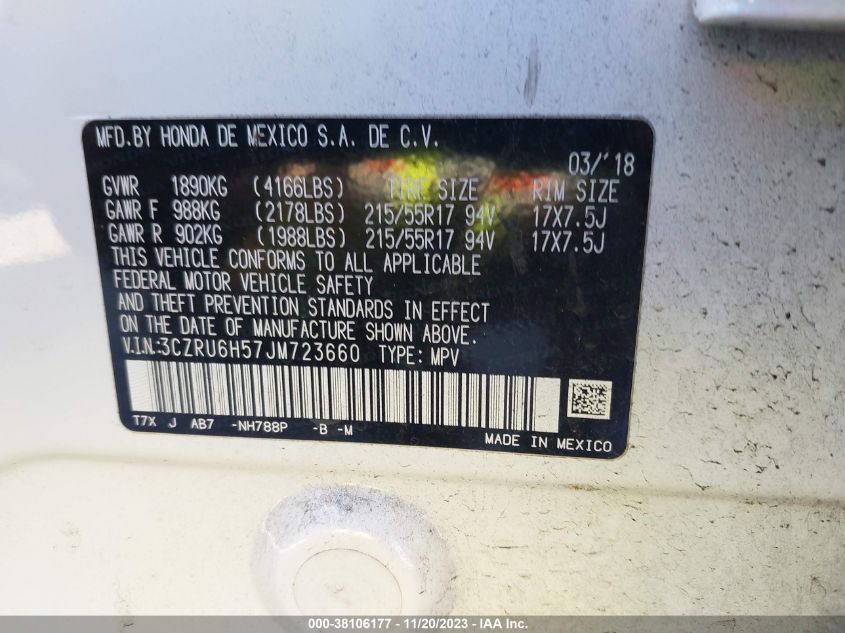 MFD.BY HONDA DE MEXICO S.A. DE C.V.
03/'18
GVWR 1890KG (4166LBS) TIRE SIZE RIM SIZE
GAWR F 988KG (2178LBS) 215/55R17 94V 17X7.5J
GAWR R 902KG (1988LBS) 215/55R17 94V 17X7.5J
THIS VEHICLE CONFORMS TO ALL APPLICABLE
FEDERAL MOTOR VEHICLE SAFETY
AND THEFT PREVENTION STANDARDS IN EFFECT
ON THE DATE OF MANUFACTURE SHOWN ABOVE.
V.I.N:3CZRU6H57JM723660 TYPE: MPV
T7X J AB7 -NH788P -B -M
MADE IN MEXICO
000-38106177 - 11/20/2023 - IAA Inc.